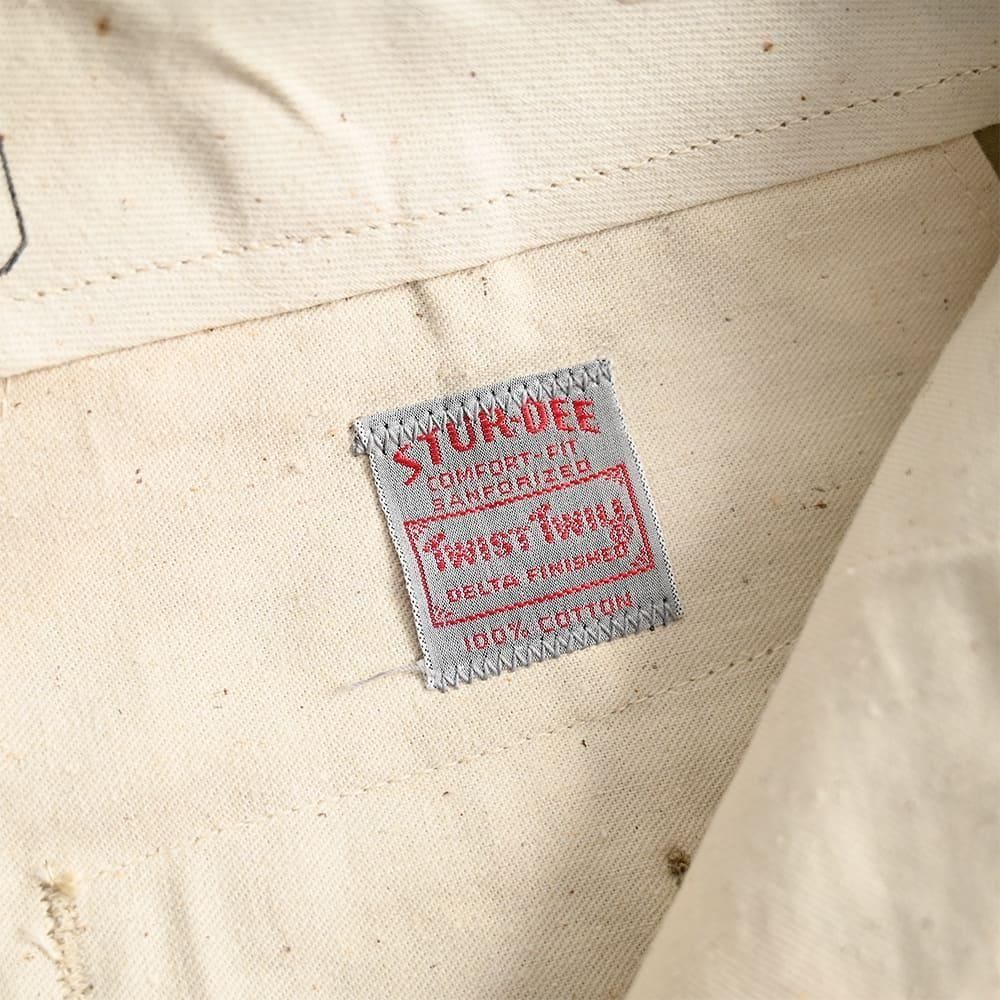 STUR-DEE
COMFORT-FIT
SANFORIZED
TWIST TWILL
DELTA FINISHED
100% COTTON